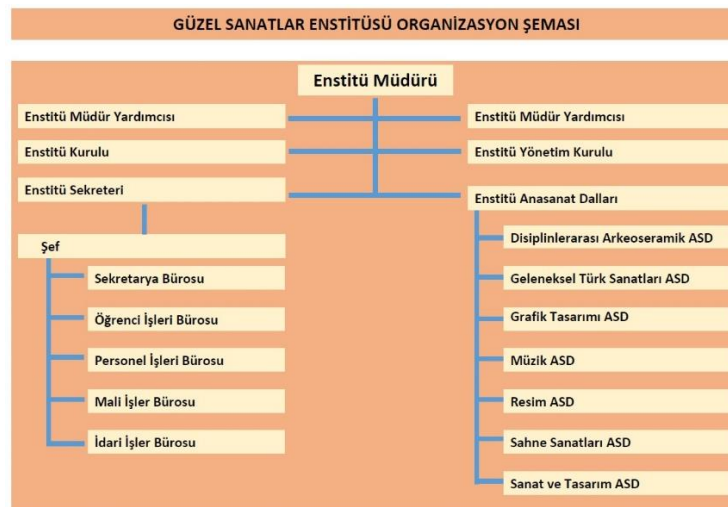 GÜZEL SANATLAR ENSTİTÜSÜ ORGANİZASYON ŞEMASI
Enstitü Müdürü
Enstitü Müdür Yardımcısı
Enstitü Müdür Yardımcısı
Enstitü Kurulu
Enstitü Yönetim Kurulu
Enstitü Sekreteri
Enstitü Anasanat Dalları
Şef
Sekretarya Bürosu
Öğrenci İşleri Bürosu
Personel İşleri Bürosu
Mali İşler Bürosu
İdari İşler Bürosu
Disiplinlerarası Arkeoseramik ASD
Geleneksel Türk Sanatları ASD
Grafik Tasarımı ASD
Müzik ASD
Resim ASD
Sahne Sanatları ASD
Sanat ve Tasarım ASD